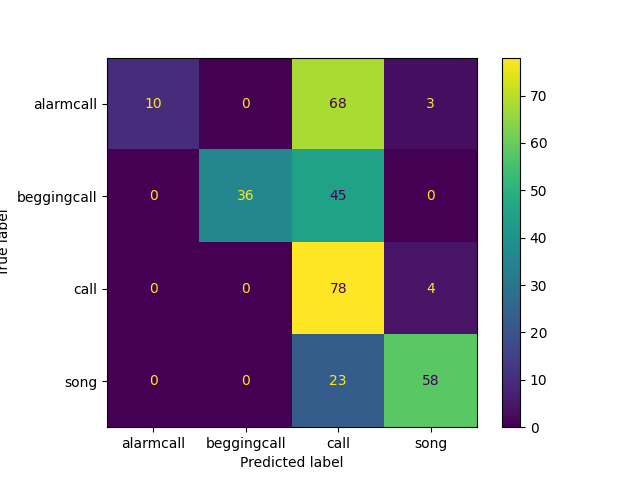 alarmcall 10 0 68 3
beggingcall 0 36 45 0
call 0 0 78 4
song 0 0 23 58
alarmcall beggingcall call song
Predicted label
True label
70
60
50
40
30
20
10
0